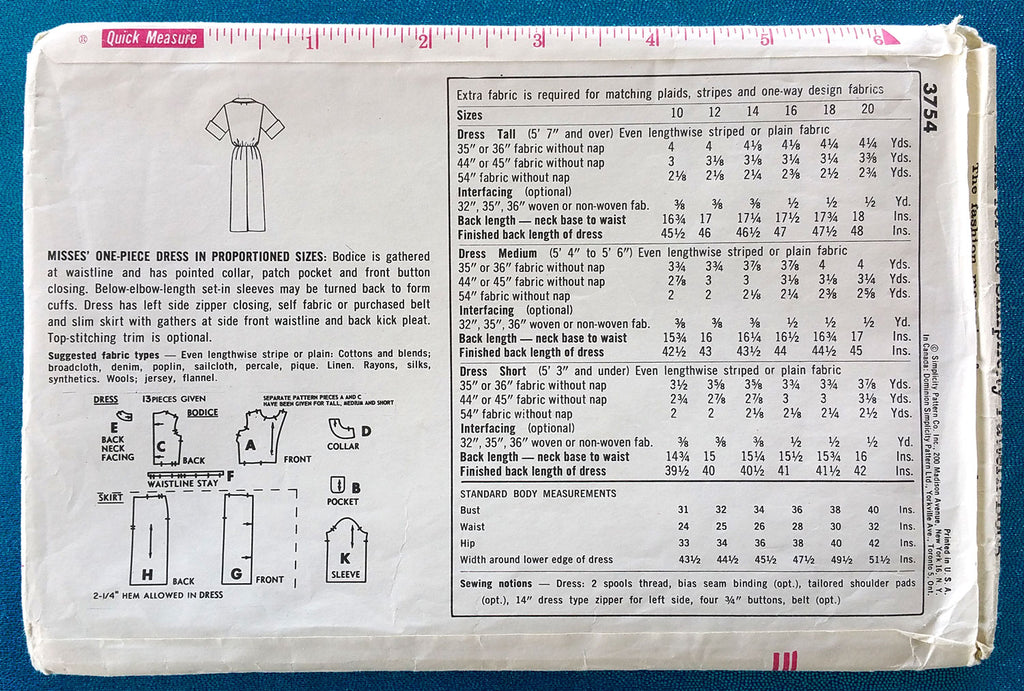 ® Quick Measure 1 2 3 4 5 6
3754
MISSES' ONE-PIECE DRESS IN PROPORTIONED SIZES: Bodice is gathered
at waistline and has pointed collar, patch pocket and front button
closing. Below-elbow-length set-in sleeves may be turned back to form
cuffs. Dress has left side zipper closing, self fabric or purchased belt
and slim skirt with gathers at side front waistline and back kick pleat.
Top-stitching trim is optional.
Suggested fabric types — Even lengthwise stripe or plain: Cottons and blends;
broadcloth, denim, poplin, sailcloth, percale, pique. Linen. Rayons, silks,
synthetics. Wools; jersey, flannel.
DRESS 13 PIECES GIVEN
SEPARATE PATTERN PIECES A AND C
HAVE BEEN GIVEN FOR TALL, MEDIUM AND SHORT
BODICE
E
BACK
NECK
FACING
C
BACK
A
FRONT
D
COLLAR
F
WAISTLINE STAY
SKIRT
B
POCKET
H
BACK
G
FRONT
K
SLEEVE
2-1/4" HEM ALLOWED IN DRESS
Extra fabric is required for matching plaids, stripes and one-way design fabrics
Sizes 10 12 14 16 18 20
Dress Tall (5' 7" and over) Even lengthwise striped or plain fabric
35" or 36" fabric without nap 4 4 4⅛ 4⅛ 4¼ 4¼ Yds.
44" or 45" fabric without nap 3 3⅛ 3⅛ 3¼ 3¼ 3⅜ Yds.
54" fabric without nap 2⅛ 2⅛ 2¼ 2⅜ 2½ 2¾ Yds.
Interfacing (optional)
32", 35", 36" woven or non-woven fab. ⅜ ⅜ ⅜ ½ ½ ½ Yd.
Back length — neck base to waist 16¾ 17 17¼ 17½ 17¾ 18 Ins.
Finished back length of dress 45½ 46 46½ 47 47½ 48 Ins.
Dress Medium (5' 4" to 5' 6") Even lengthwise striped or plain fabric
35" or 36" fabric without nap 3¾ 3¾ 3⅞ 3⅞ 4 4 Yds.
44" or 45" fabric without nap 2⅞ 3 3 3⅛ 3⅛ 3¼ Yds.
54" fabric without nap 2 2 2⅛ 2¼ 2⅜ 2⅝ Yds.
Interfacing (optional)
32", 35", 36" woven or non-woven fab. ⅜ ⅜ ⅜ ½ ½ ½ Yd.
Back length — neck base to waist 15¾ 16 16¼ 16½ 16¾ 17 Ins.
Finished back length of dress 42½ 43 43½ 44 44½ 45 Ins.
Dress Short (5' 3" and under) Even lengthwise striped or plain fabric
35" or 36" fabric without nap 3½ 3⅝ 3⅝ 3¾ 3¾ 3⅞ Yds.
44" or 45" fabric without nap 2¾ 2⅞ 2⅞ 3 3 3⅛ Yds.
54" fabric without nap 2 2 2⅛ 2⅛ 2¼ 2½ Yds.
Interfacing (optional)
32", 35", 36" woven or non-woven fab. ⅜ ⅜ ⅜ ½ ½ ½ Yd.
Back length — neck base to waist 14¾ 15 15¼ 15½ 15¾ 16 Ins.
Finished back length of dress 39½ 40 40½ 41 41½ 42 Ins.
STANDARD BODY MEASUREMENTS
Bust 31 32 34 36 38 40 Ins.
Waist 24 25 26 28 30 32 Ins.
Hip 33 34 36 38 40 42 Ins.
Width around lower edge of dress 43½ 44½ 45½ 47½ 49½ 51½ Ins.
Sewing notions — Dress: 2 spools thread, bias seam binding (opt.), tailored shoulder pads
(opt.), 14" dress type zipper for left side, four ¾" buttons, belt (opt.)
Printed in U. S. A.
© Simplicity Pattern Co. Inc., 200 Madison Avenue, New York 16, N. Y.
In Canada: Dominion Simplicity Pattern Ltd., Yorkville Ave., Toronto 5, Ont.
The fashion